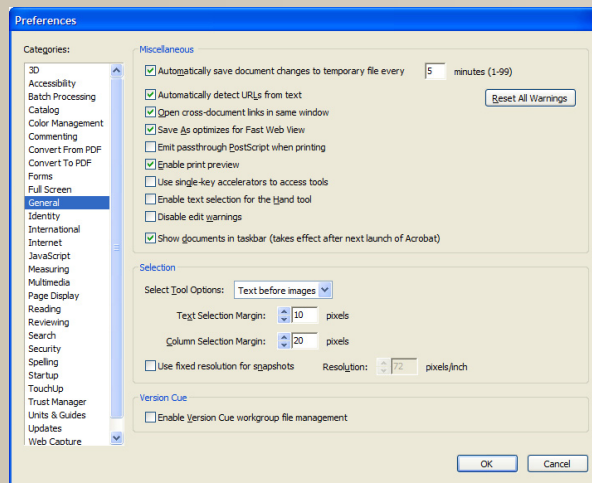 Preferences
Categories:
3D
Accessibility
Batch Processing
Catalog
Color Management
Commenting
Convert From PDF
Convert To PDF
Forms
Full Screen
General
Identity
International
Internet
JavaScript
Measuring
Multimedia
Page Display
Reading
Reviewing
Search
Security
Spelling
Startup
TouchUp
Trust Manager
Units & Guides
Updates
Web Capture
Miscellaneous
Automatically save document changes to temporary file every 5 minutes (1-99)
Automatically detect URLs from text
Reset All Warnings
Open cross-document links in same window
Save As optimizes for Fast Web View
Emit passthrough PostScript when printing
Enable print preview
Use single-key accelerators to access tools
Enable text selection for the Hand tool
Disable edit warnings
Show documents in taskbar (takes effect after next launch of Acrobat)
Selection
Select Tool Options: Text before images
Text Selection Margin: 10 pixels
Column Selection Margin: 20 pixels
Use fixed resolution for snapshots Resolution: 72 pixels/inch
Version Cue
Enable Version Cue workgroup file management
OK Cancel